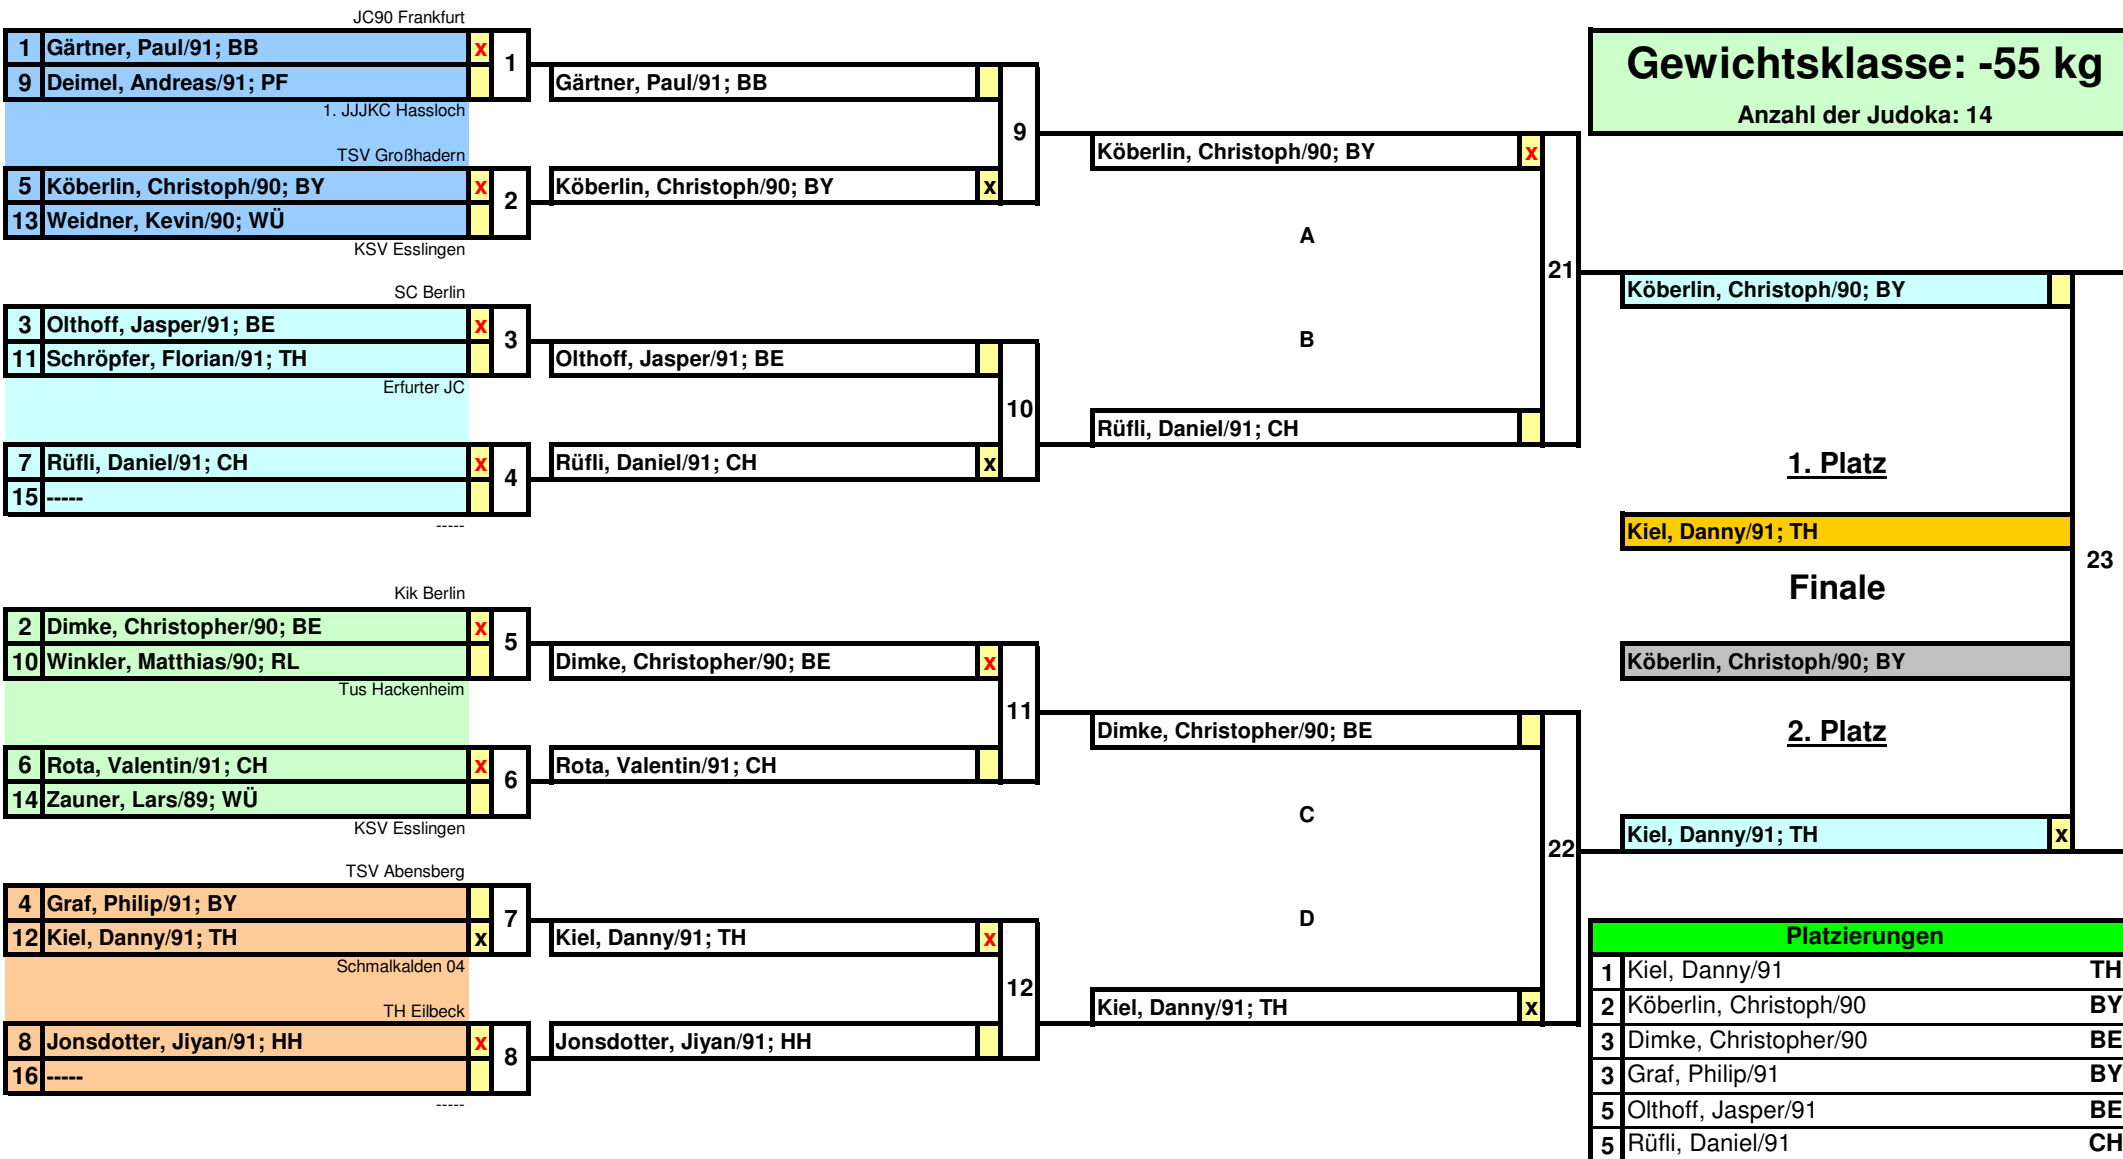 JC90 Frankfurt
1 Gärtner, Paul/91; BB x
9 Deimel, Andreas/91; PF
1
1. JJJKC Hassloch
TSV Großhadern
5 Köberlin, Christoph/90; BY x
13 Weidner, Kevin/90; WÜ
2
KSV Esslingen
SC Berlin
3 Olthoff, Jasper/91; BE x
11 Schröpfer, Florian/91; TH
3
Erfurter JC
7 Rüfli, Daniel/91; CH x
15 -----
4
-----
Kik Berlin
2 Dimke, Christopher/90; BE x
10 Winkler, Matthias/90; RL
5
Tus Hackenheim
6 Rota, Valentin/91; CH x
14 Zauner, Lars/89; WÜ
6
KSV Esslingen
TSV Abensberg
4 Graf, Philip/91; BY
12 Kiel, Danny/91; TH x
7
Schmalkalden 04
TH Eilbeck
8 Jonsdotter, Jiyan/91; HH x
16 -----
8
-----
Gärtner, Paul/91; BB
9
Köberlin, Christoph/90; BY x
Olthoff, Jasper/91; BE
10
Rüfli, Daniel/91; CH x
Dimke, Christopher/90; BE x
11
Rota, Valentin/91; CH
Kiel, Danny/91; TH x
12
Jonsdotter, Jiyan/91; HH
Köberlin, Christoph/90; BY x
A
21
B
Rüfli, Daniel/91; CH
Dimke, Christopher/90; BE
C
22
D
Kiel, Danny/91; TH x
Gewichtsklasse: -55 kg
Anzahl der Judoka: 14
Köberlin, Christoph/90; BY
1. Platz
Kiel, Danny/91; TH
23
Finale
Köberlin, Christoph/90; BY
2. Platz
Kiel, Danny/91; TH x
Platzierungen
1 Kiel, Danny/91 TH
2 Köberlin, Christoph/90 BY
3 Dimke, Christopher/90 BE
3 Graf, Philip/91 BY
5 Olthoff, Jasper/91 BE
5 Rüfli, Daniel/91 CH